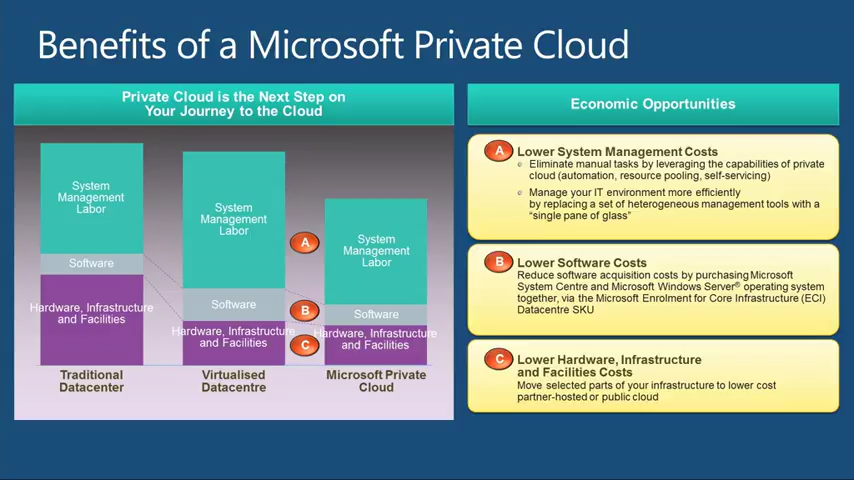 Benefits of a Microsoft Private Cloud
Private Cloud is the Next Step on
Your Journey to the Cloud
System
Management
Labor
Software
Hardware, Infrastructure
and Facilities
Traditional
Datacenter
System
Management
Labor
Software
Hardware, Infrastructure
and Facilities
Virtualised
Datacentre
A
B
C
System
Management
Labor
Software
Hardware, Infrastructure
and Facilities
Microsoft Private
Cloud
Economic Opportunities
A
Lower System Management Costs
Eliminate manual tasks by leveraging the capabilities of private
cloud (automation, resource pooling, self-servicing)
Manage your IT environment more efficiently
by replacing a set of heterogeneous management tools with a
“single pane of glass”
B
Lower Software Costs
Reduce software acquisition costs by purchasing Microsoft
System Centre and Microsoft Windows Server® operating system
together, via the Microsoft Enrolment for Core Infrastructure (ECI)
Datacentre SKU
C
Lower Hardware, Infrastructure
and Facilities Costs
Move selected parts of your infrastructure to lower cost
partner-hosted or public cloud